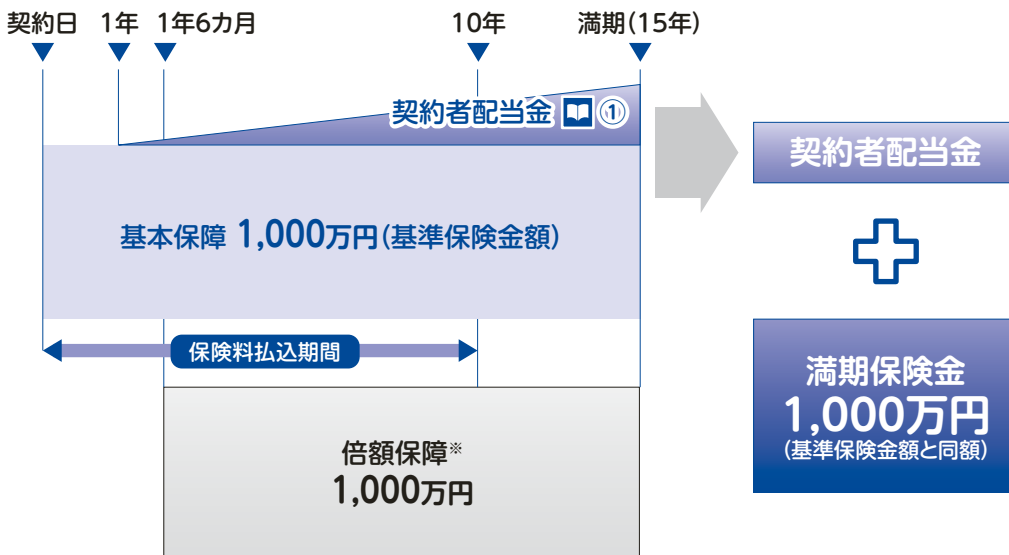 契約日 1年 1年6カ月 10年 満期(15年)
契約者配当金 ①
契約者配当金
基本保障 1,000万円(基準保険金額)
保険料払込期間
満期保険金
1,000万円
(基準保険金額と同額)
倍額保障※
1,000万円